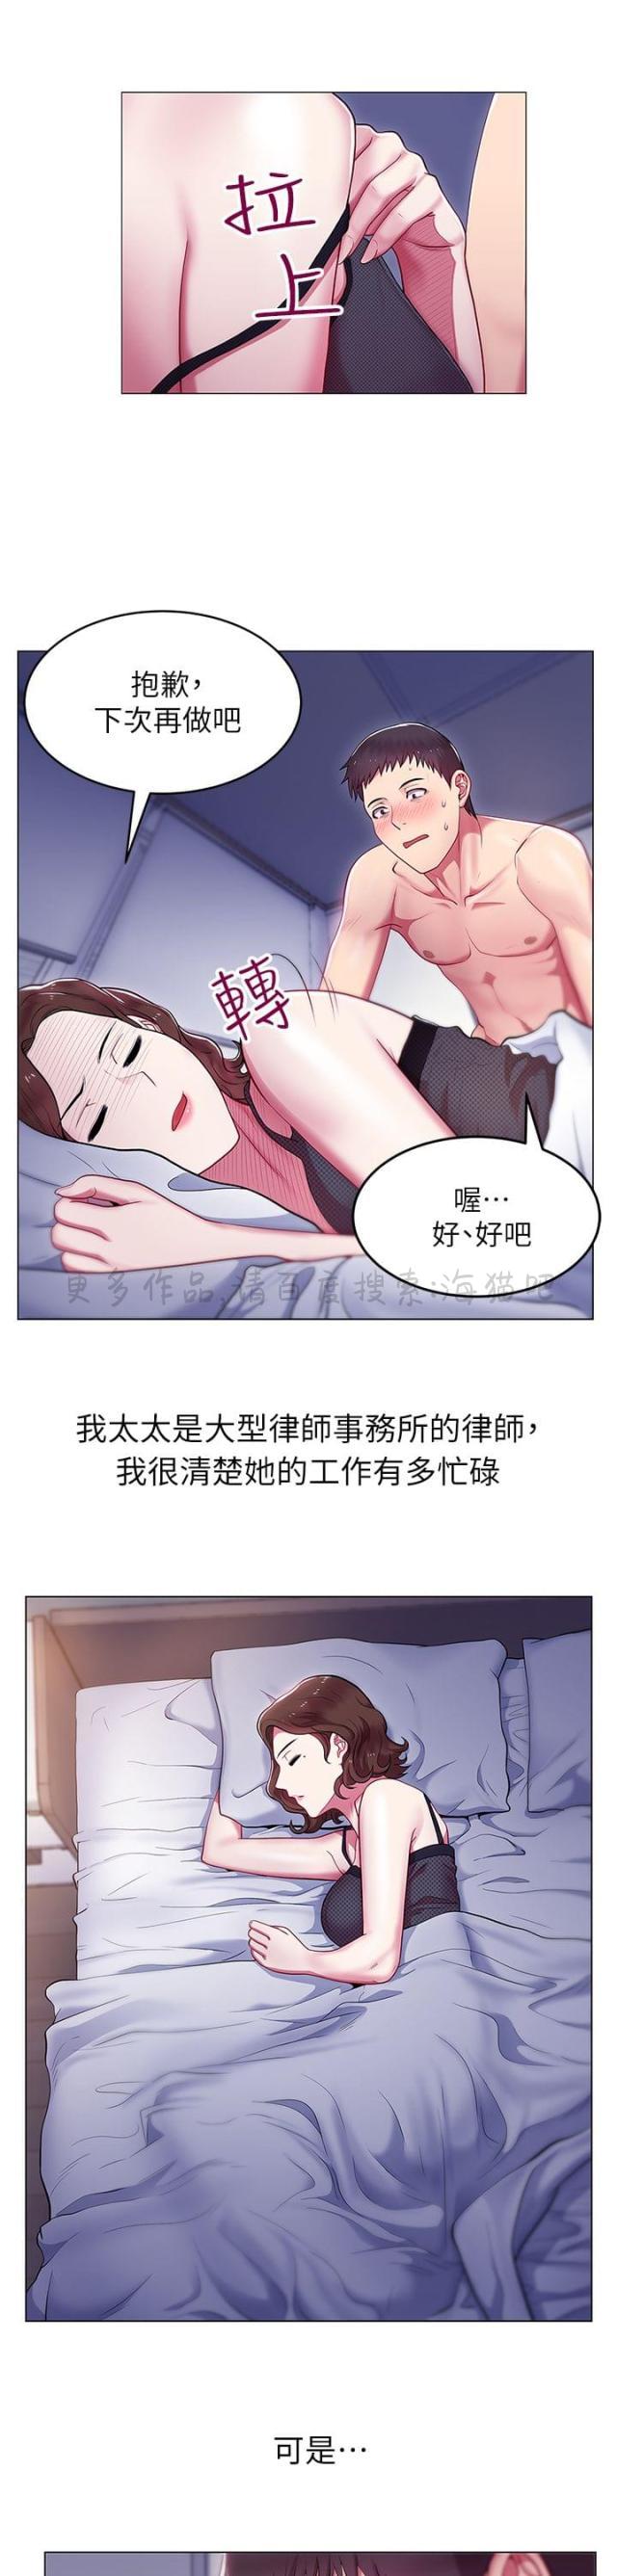 拉
上
抱歉,
下次再做吧
轉
喔…
好、好吧
更多作品,请百度搜索:海猫吧
我太太是大型律師事務所的律師,
我很清楚她的工作有多忙碌
可是…